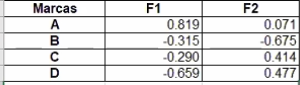 Marcas F1 F2
A 0.819 0.071
B -0.315 -0.675
C -0.290 0.414
D -0.659 0.477